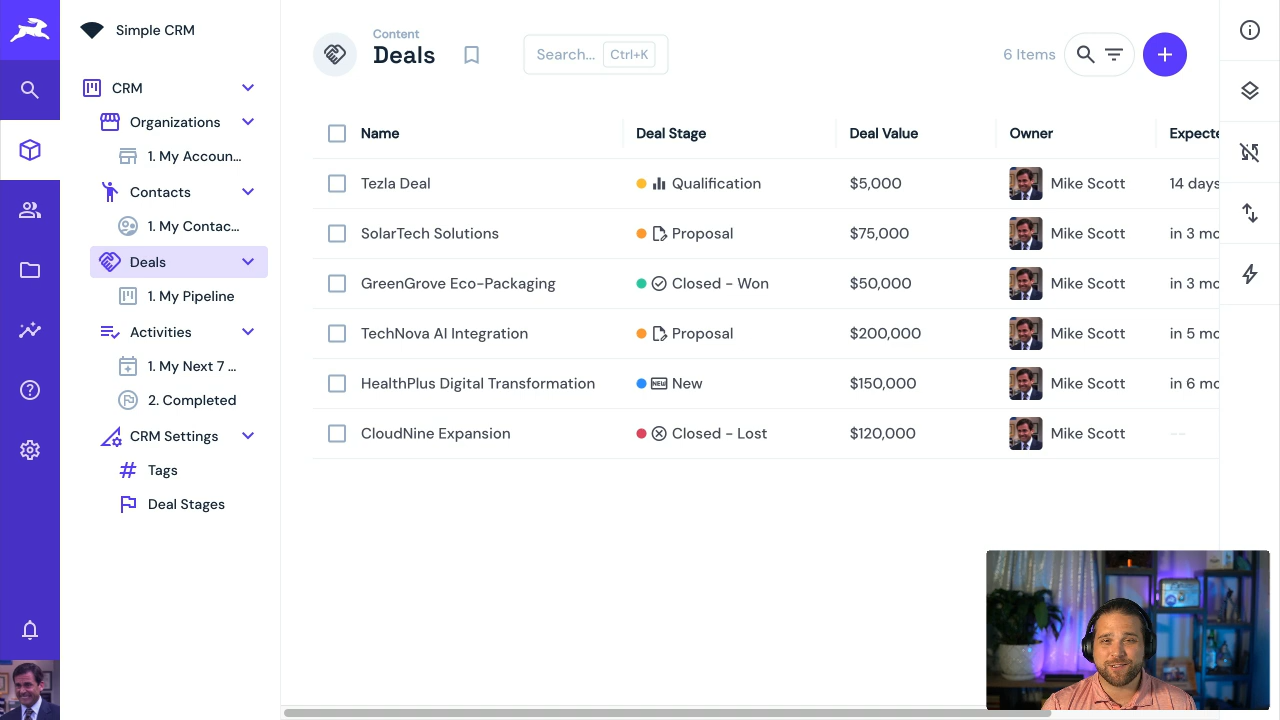 Simple CRM
CRM
Organizations
1. My Accoun...
Contacts
1. My Contac...
Deals
1. My Pipeline
Activities
1. My Next 7 ...
2. Completed
CRM Settings
Tags
Deal Stages
Content
Deals
Search... Ctrl+K
6 Items
Name Deal Stage Deal Value Owner Expecte
Tezla Deal Qualification $5,000 Mike Scott 14 days
SolarTech Solutions Proposal $75,000 Mike Scott in 3 mo
GreenGrove Eco-Packaging Closed - Won $50,000 Mike Scott in 3 mo
TechNova AI Integration Proposal $200,000 Mike Scott in 5 mo
HealthPlus Digital Transformation NEW New $150,000 Mike Scott in 6 mo
CloudNine Expansion Closed - Lost $120,000 Mike Scott --